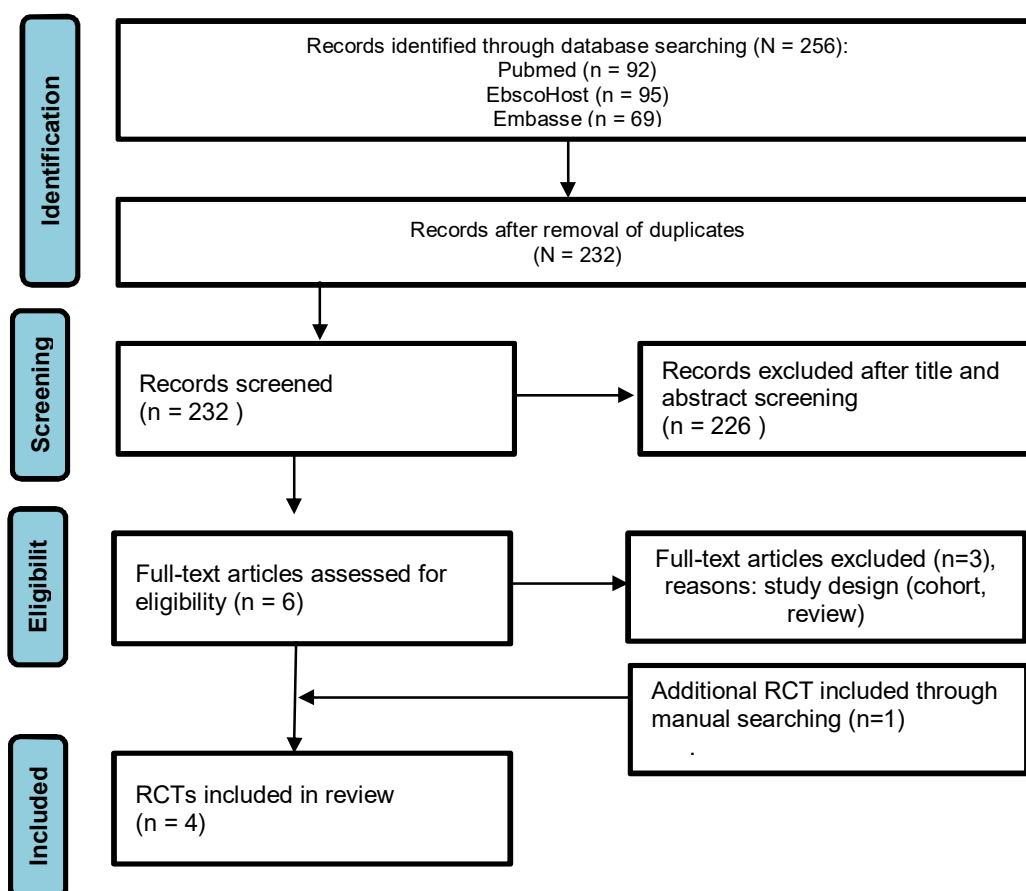 Identification
Records identified through database searching (N = 256):
Pubmed (n = 92)
EbscoHost (n = 95)
Embasse (n = 69)
Records after removal of duplicates
(N = 232)
Screening
Records screened
(n = 232 )
Records excluded after title and
abstract screening
(n = 226 )
Eligibilit
Full-text articles assessed for
eligibility (n = 6)
Full-text articles excluded (n=3),
reasons: study design (cohort,
review)
Additional RCT included through
manual searching (n=1)
.
Included
RCTs included in review
(n = 4)